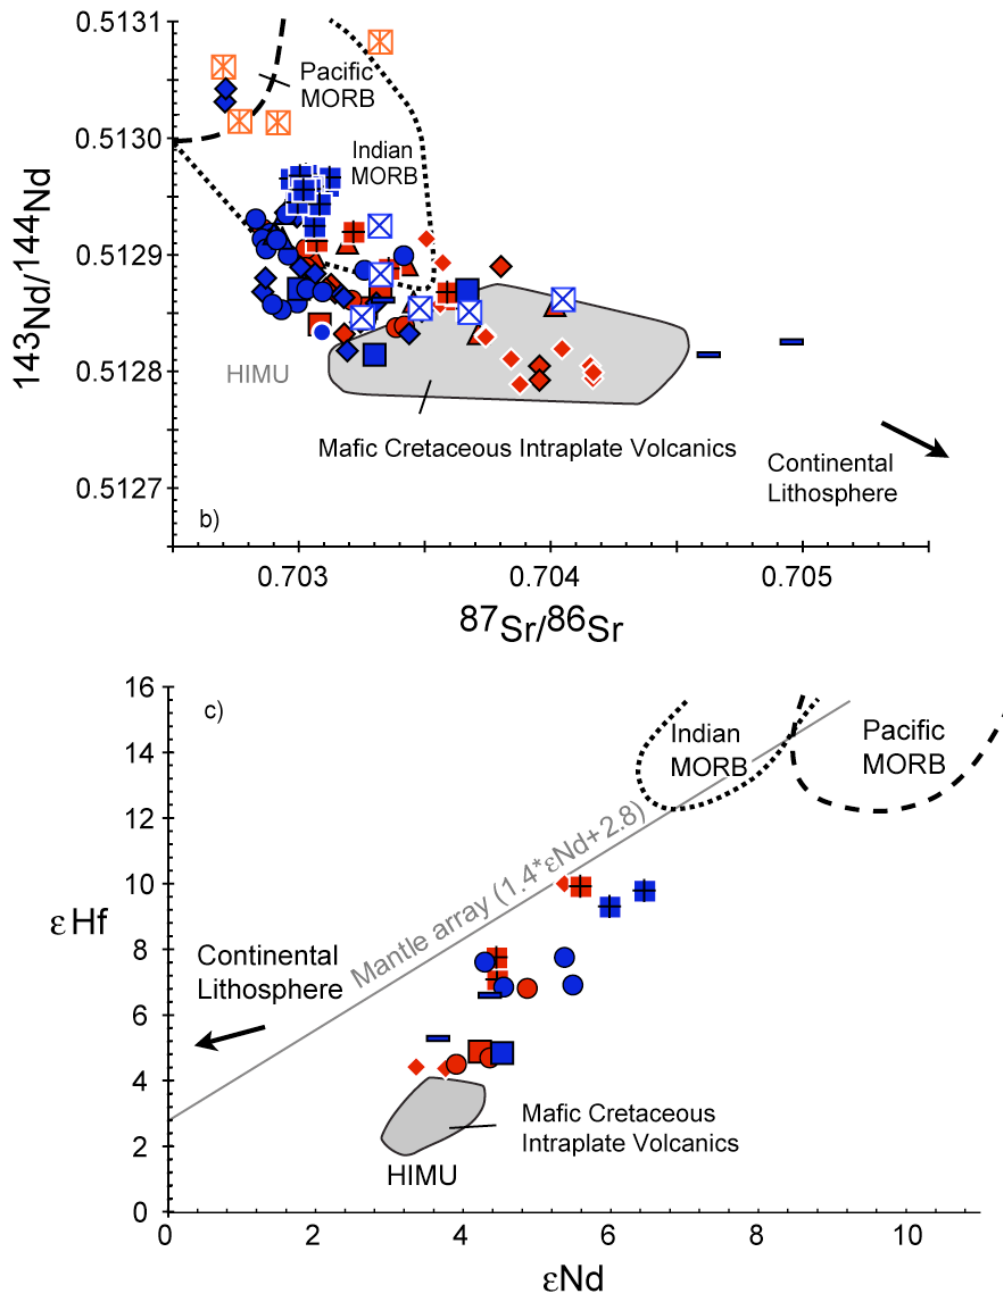 0.5131
0.5130
0.5129
0.5128
0.5127
143Nd/144Nd
Pacific
MORB
Indian
MORB
HIMU
Mafic Cretaceous Intraplate Volcanics
Continental
Lithosphere
b)
0.703
0.704
0.705
87Sr/86Sr
16
14
12
10
8
6
4
2
0
εHf
c)
Indian
MORB
Pacific
MORB
Mantle array (1.4*εNd+2.8)
Continental
Lithosphere
Mafic Cretaceous
Intraplate Volcanics
HIMU
0
2
4
6
8
10
εNd